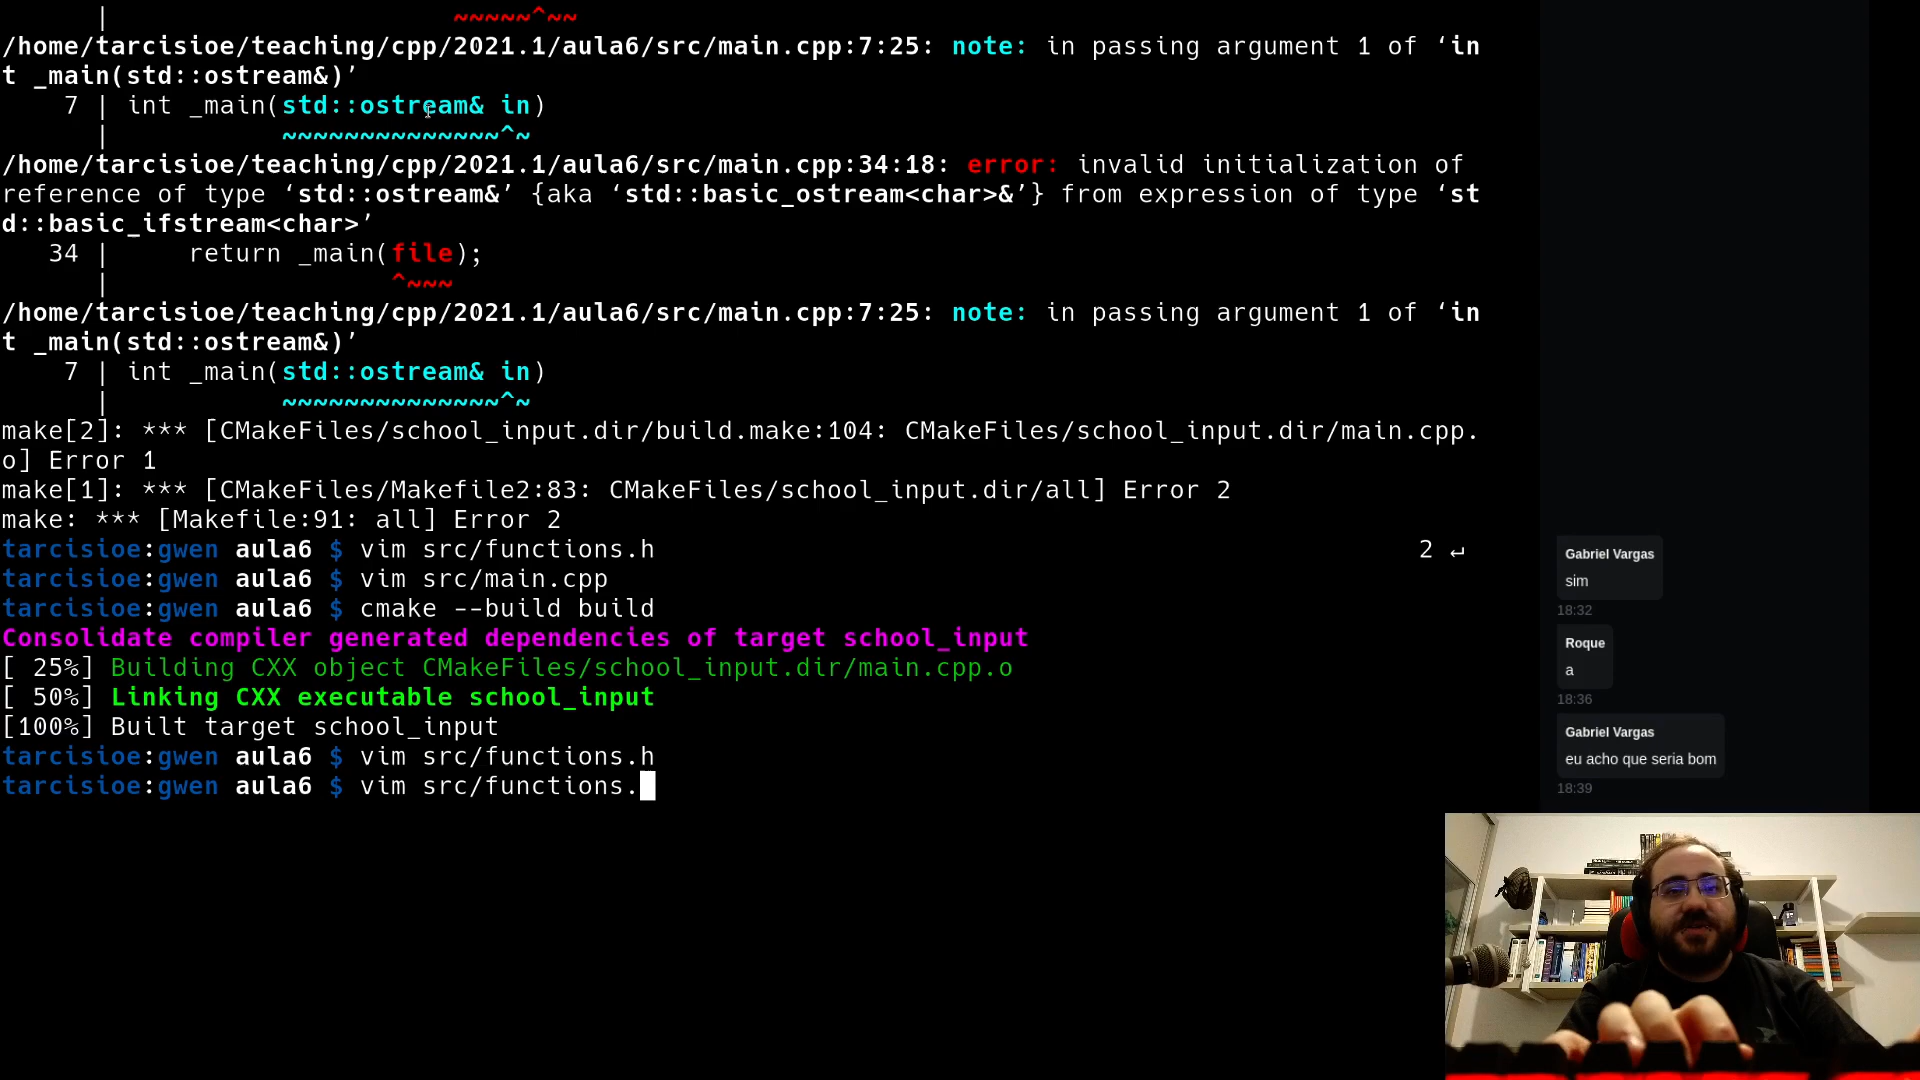 |                      ~~~~~^~~
/home/tarcisioe/teaching/cpp/2021.1/aula6/src/main.cpp:7:25: note: in passing argument 1 of ‘in
t _main(std::ostream&)’
    7 | int _main(std::ostream& in)
      |           ~~~~~~~~~~~~~~^~
/home/tarcisioe/teaching/cpp/2021.1/aula6/src/main.cpp:34:18: error: invalid initialization of
reference of type ‘std::ostream&’ {aka ‘std::basic_ostream<char>&’} from expression of type ‘st
d::basic_ifstream<char>’
   34 |     return _main(file);
      |                  ^~~~
/home/tarcisioe/teaching/cpp/2021.1/aula6/src/main.cpp:7:25: note: in passing argument 1 of ‘in
t _main(std::ostream&)’
    7 | int _main(std::ostream& in)
      |           ~~~~~~~~~~~~~~^~
make[2]: *** [CMakeFiles/school_input.dir/build.make:104: CMakeFiles/school_input.dir/main.cpp.
o] Error 1
make[1]: *** [CMakeFiles/Makefile2:83: CMakeFiles/school_input.dir/all] Error 2
make: *** [Makefile:91: all] Error 2
tarcisioe:gwen aula6 $ vim src/functions.h 2 ↵
tarcisioe:gwen aula6 $ vim src/main.cpp
tarcisioe:gwen aula6 $ cmake --build build
Consolidate compiler generated dependencies of target school_input
[ 25%] Building CXX object CMakeFiles/school_input.dir/main.cpp.o
[ 50%] Linking CXX executable school_input
[100%] Built target school_input
tarcisioe:gwen aula6 $ vim src/functions.h
tarcisioe:gwen aula6 $ vim src/functions.
Gabriel Vargas
sim
18:32
Roque
a
18:36
Gabriel Vargas
eu acho que seria bom
18:39